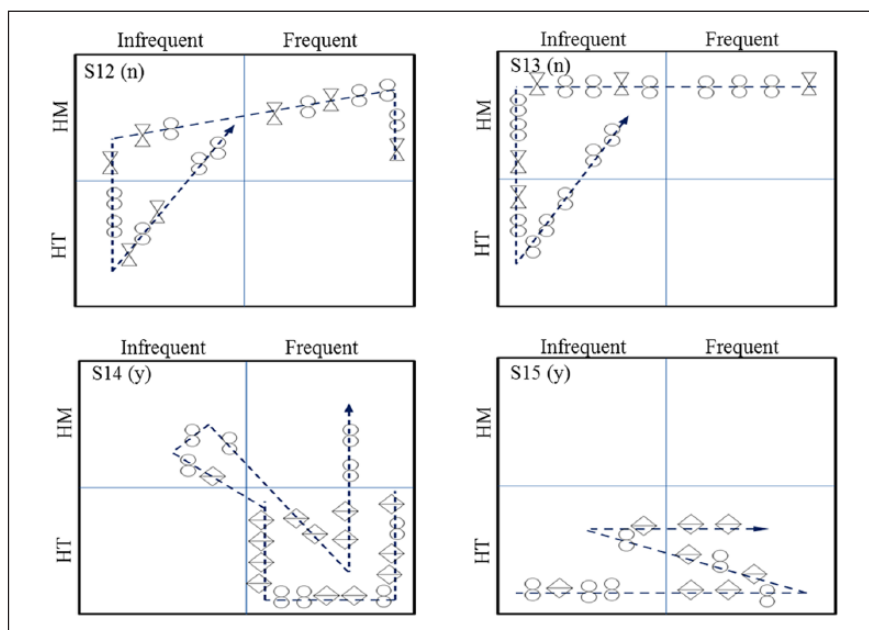 Infrequent Frequent
S12 (n)
HM
HT
Infrequent Frequent
S13 (n)
HM
HT
Infrequent Frequent
S14 (y)
HM
HT
Infrequent Frequent
S15 (y)
HM
HT